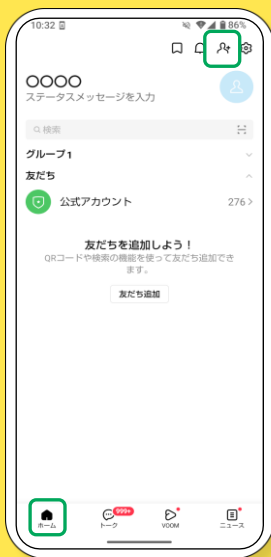 10:32
86%
〇〇〇〇
ステータスメッセージを入力
検索
グループ1
友だち
公式アカウント
276
友だちを追加しよう！
QRコードや検索の機能を使って友だち追加でき
ます。
友だち追加
999+
ホーム
トーク
VOOM
ニュース